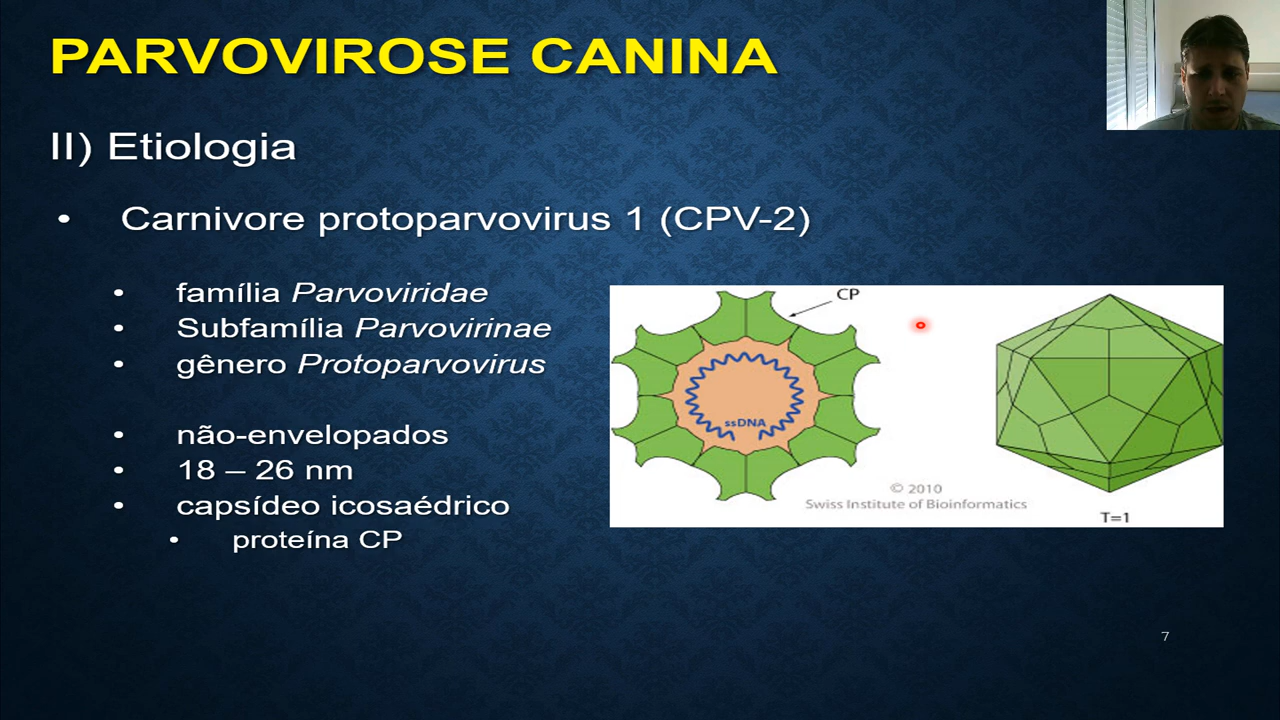 PARVOVIROSE CANINA
II) Etiologia
• Carnivore protoparvovirus 1 (CPV-2)
• família Parvoviridae
• Subfamília Parvovirinae
• gênero Protoparvovirus
• não-envelopados
• 18 – 26 nm
• capsídeo icosaédrico
• proteína CP
CP
ssDNA
© 2010
Swiss Institute of Bioinformatics
T=1
7